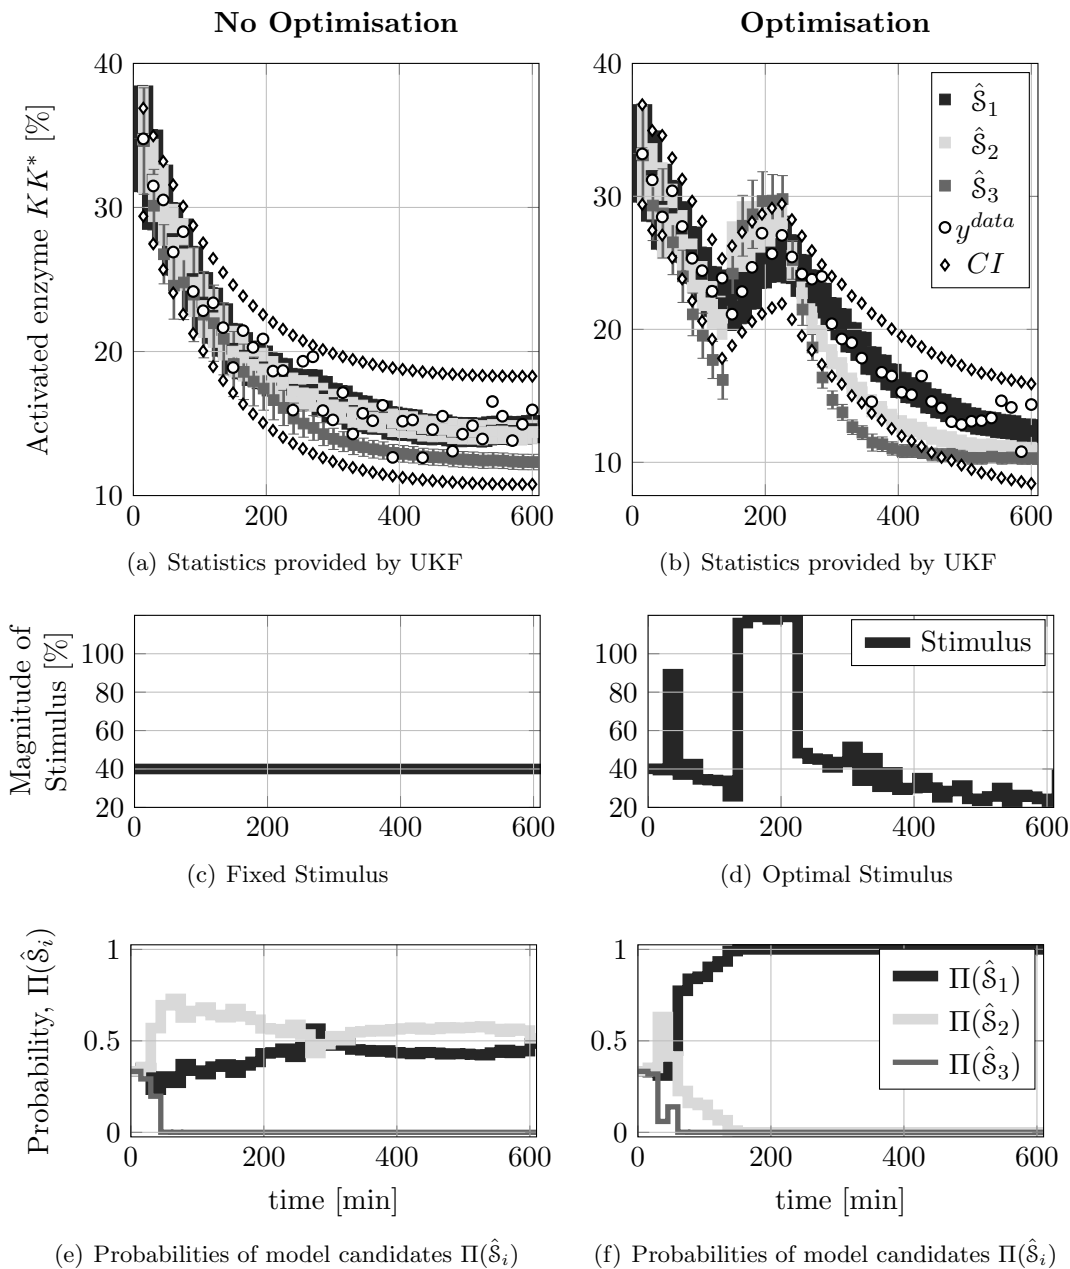 No Optimisation
Optimisation
Activated enzyme KK* [%]
40
30
20
10
0
200
400
600
40
30
20
10
0
200
400
600
Ŝ1
Ŝ2
Ŝ3
y^data
CI
(a) Statistics provided by UKF
(b) Statistics provided by UKF
Magnitude of
Stimulus [%]
100
80
60
40
20
0
200
400
600
100
80
60
40
20
0
200
400
600
Stimulus
(c) Fixed Stimulus
(d) Optimal Stimulus
Probability, Π(Ŝi)
1
0.5
0
0
200
400
600
time [min]
1
0.5
0
0
200
400
600
time [min]
Π(Ŝ1)
Π(Ŝ2)
Π(Ŝ3)
(e) Probabilities of model candidates Π(Ŝi)
(f) Probabilities of model candidates Π(Ŝi)